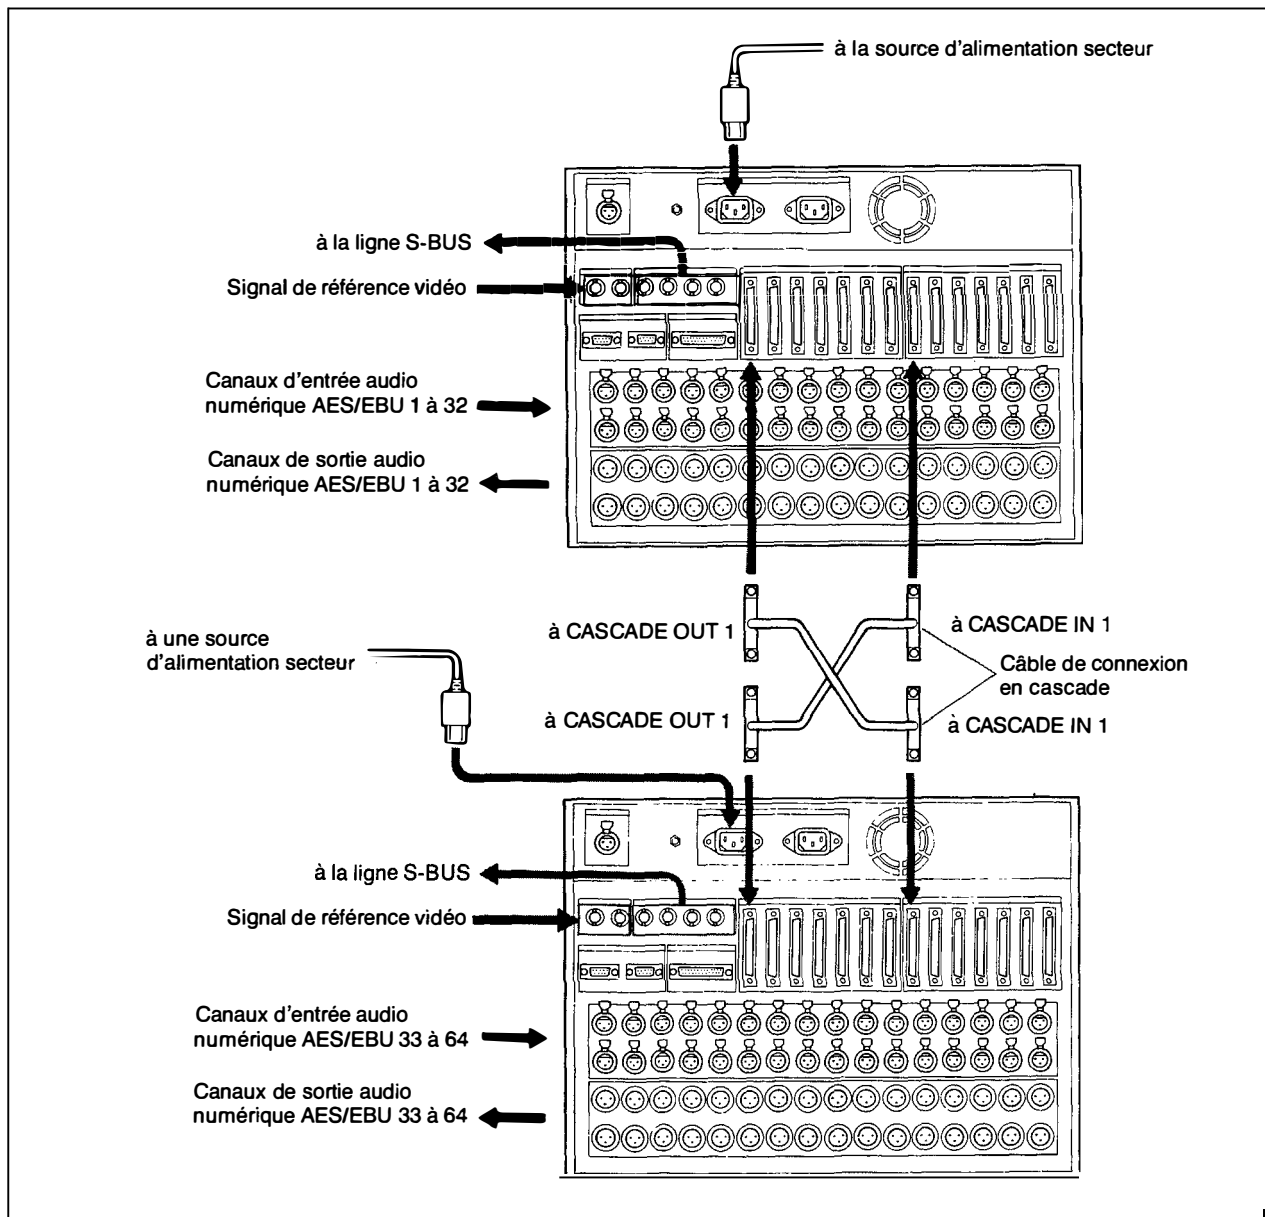 à la source d'alimentation secteur
à la ligne S-BUS
Signal de référence vidéo
Canaux d'entrée audio
numérique AES/EBU 1 à 32
Canaux de sortie audio
numérique AES/EBU 1 à 32
à CASCADE OUT 1
à CASCADE IN 1
à une source
d'alimentation secteur
Câble de connexion
en cascade
à CASCADE OUT 1
à CASCADE IN 1
à la ligne S-BUS
Signal de référence vidéo
Canaux d'entrée audio
numérique AES/EBU 33 à 64
Canaux de sortie audio
numérique AES/EBU 33 à 64